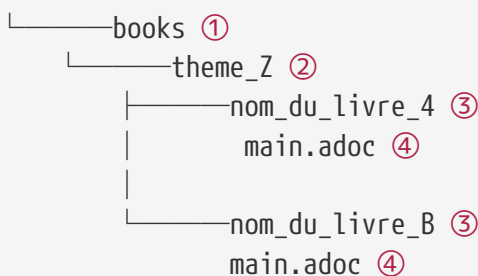 └──────books ①
└──────theme_Z ②
├──────nom_du_livre_4 ③
│ main.adoc ④
│
└──────nom_du_livre_B ③
main.adoc ④